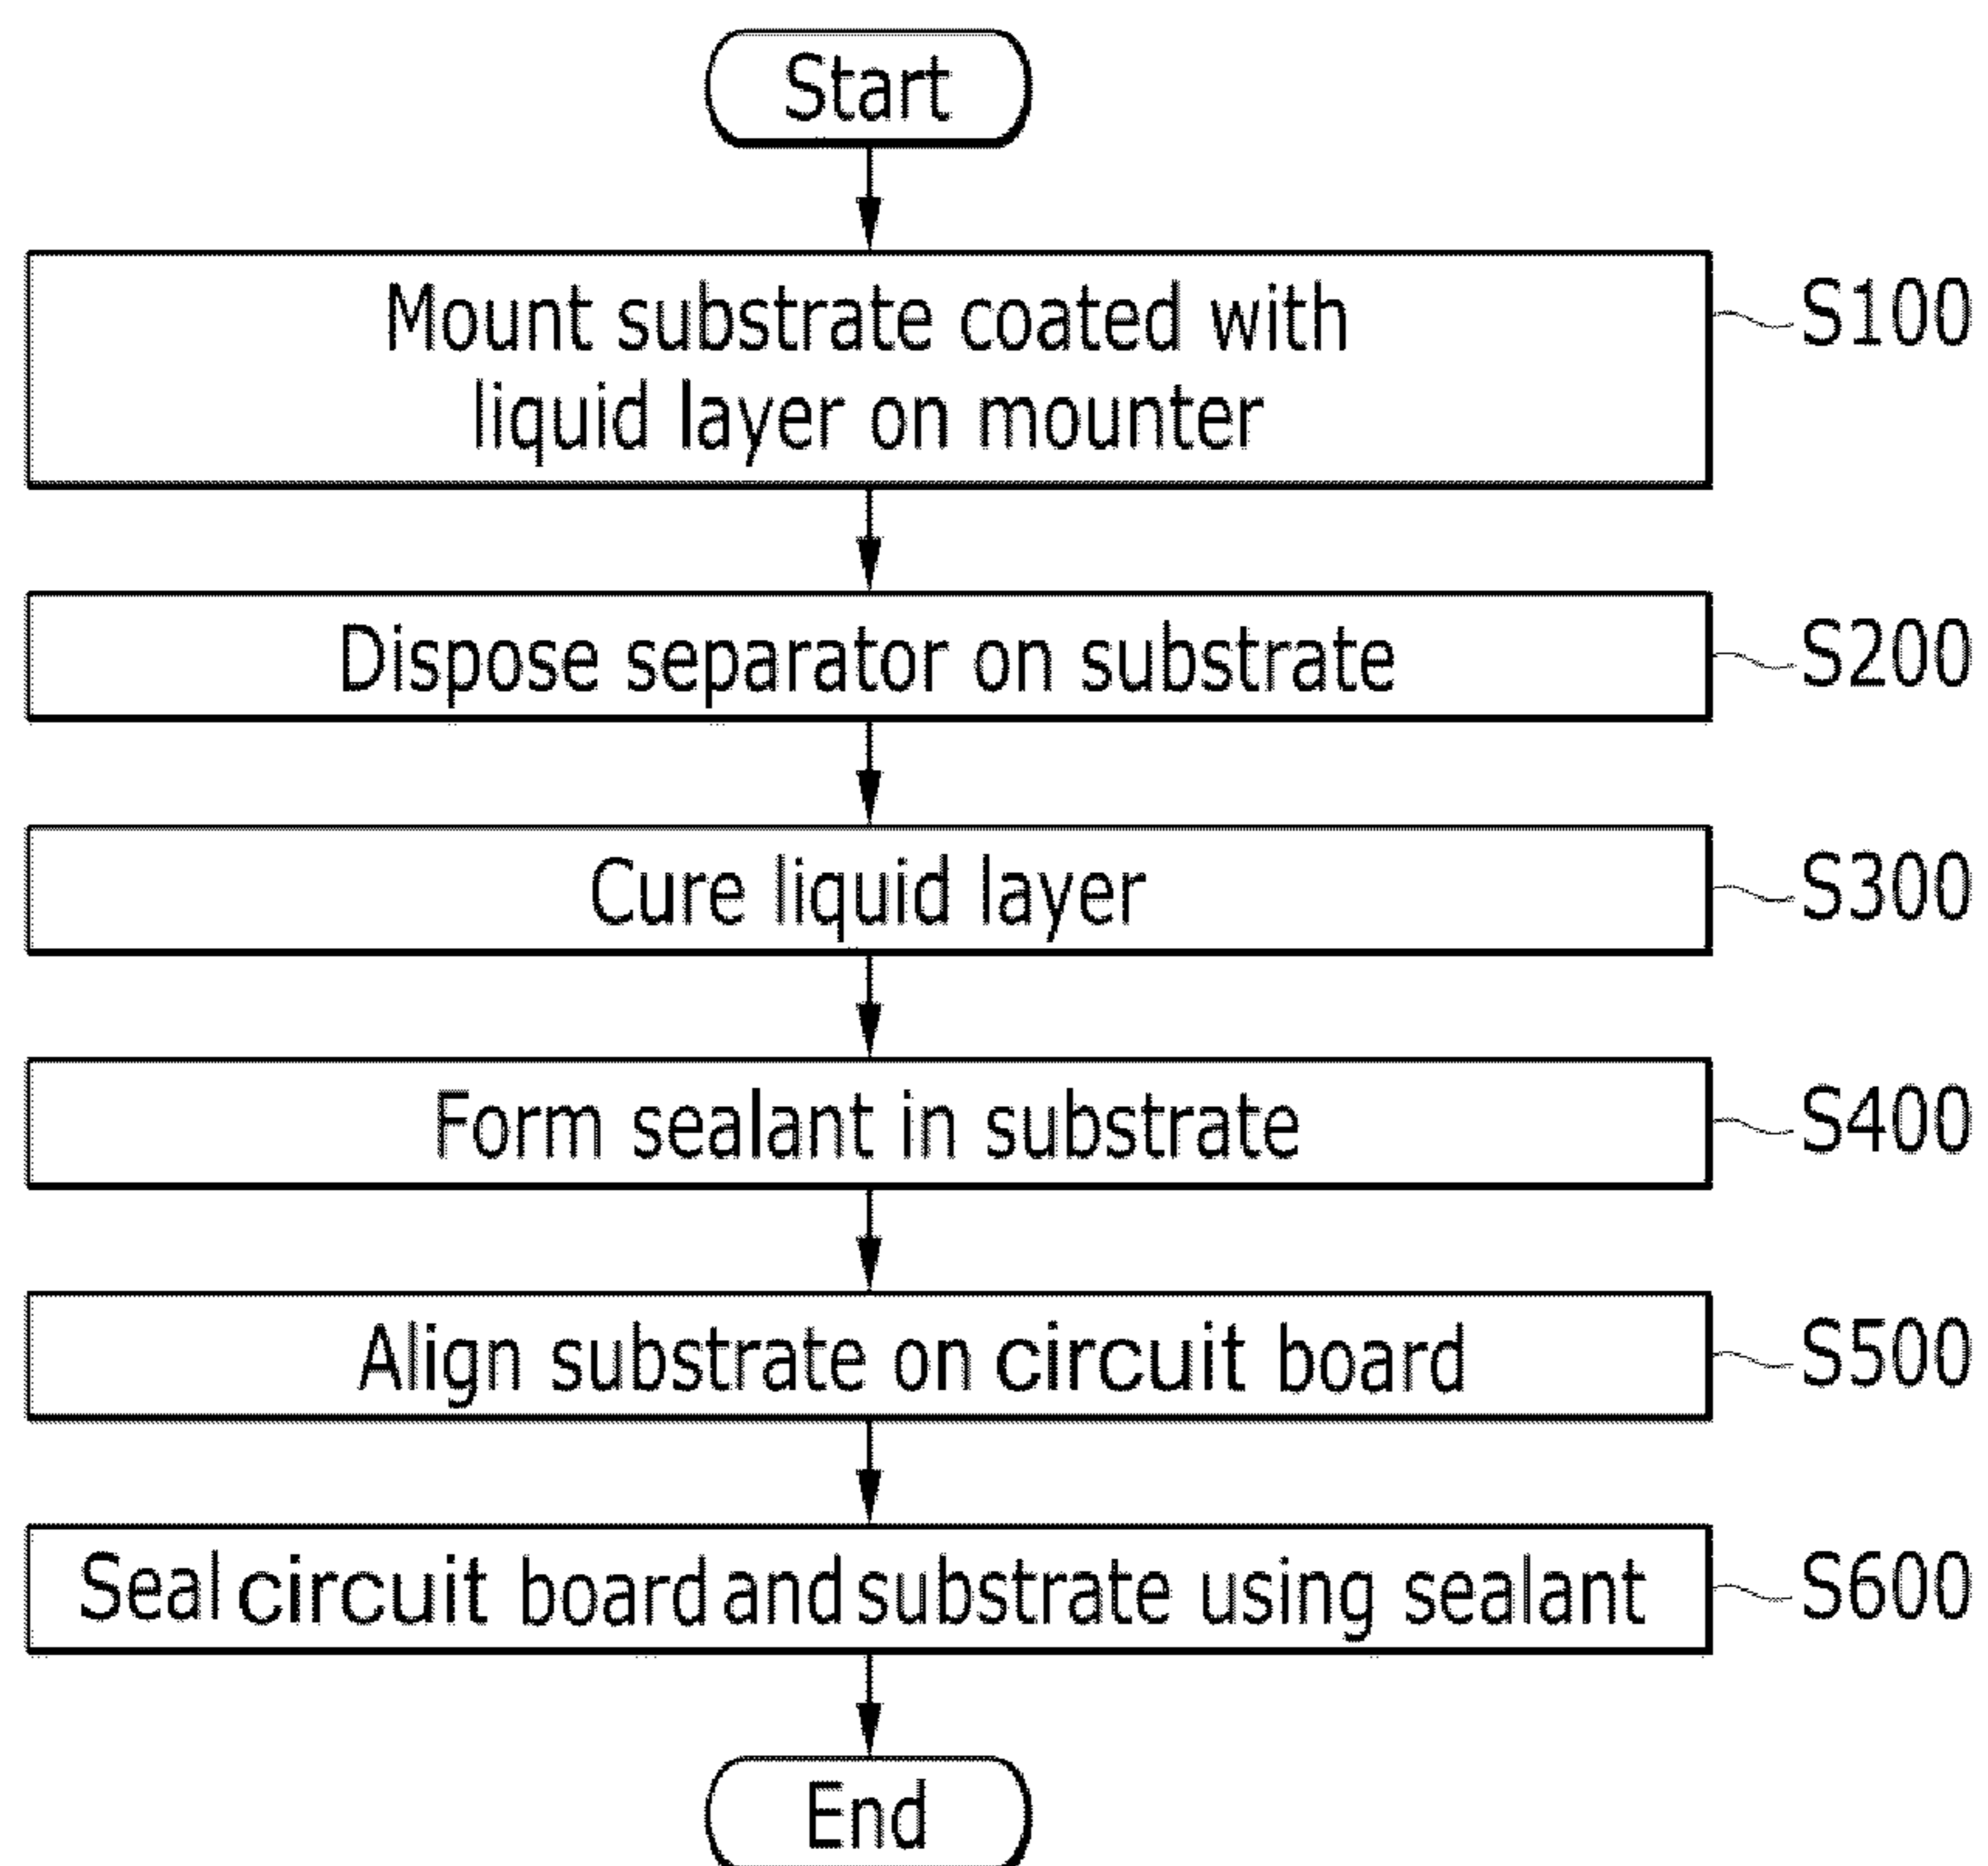 Start
Mount substrate coated with
liquid layer on mounter
S100
Dispose separator on substrate
S200
Cure liquid layer
S300
Form sealant in substrate
S400
Align substrate on circuit board
S500
Seal circuit board and substrate using sealant
S600
End